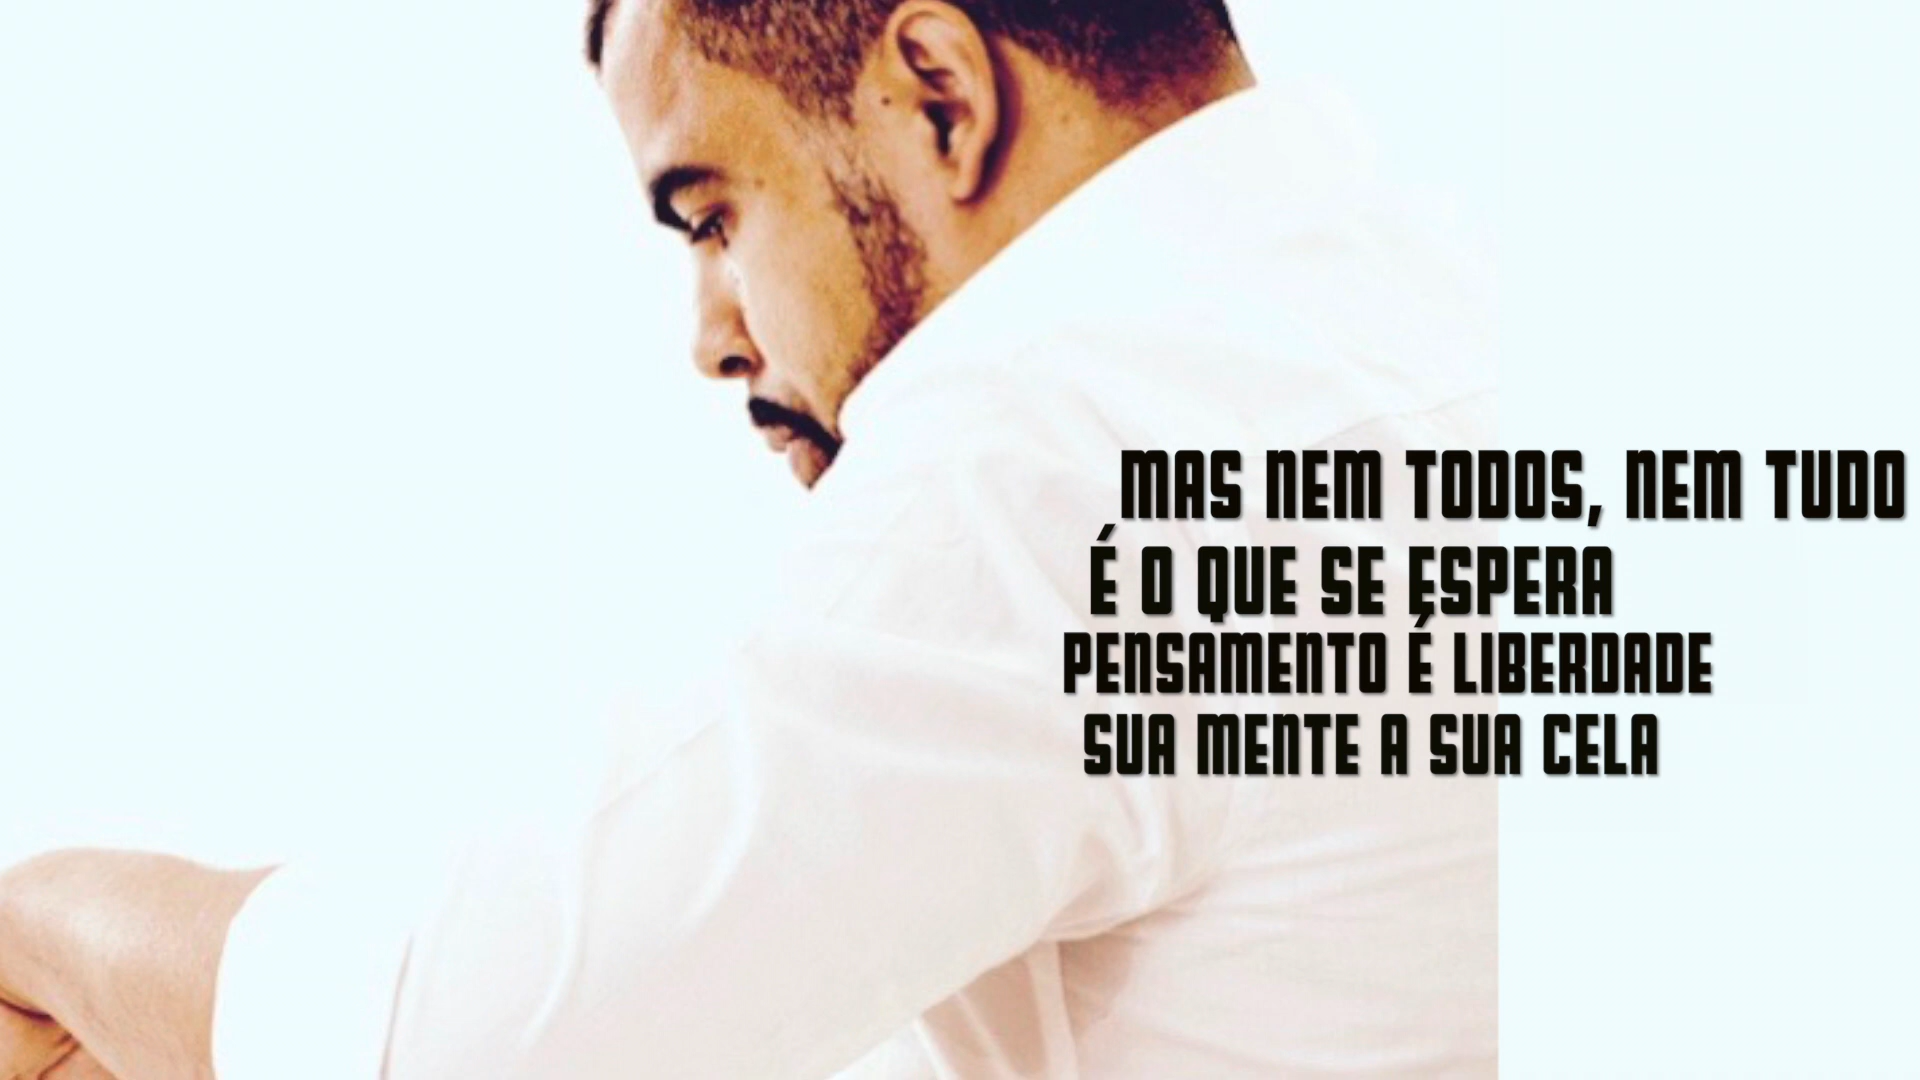 MAS NEM TODOS, NEM TUDO
É O QUE SE ESPERA
PENSAMENTO É LIBERDADE
SUA MENTE A SUA CELA